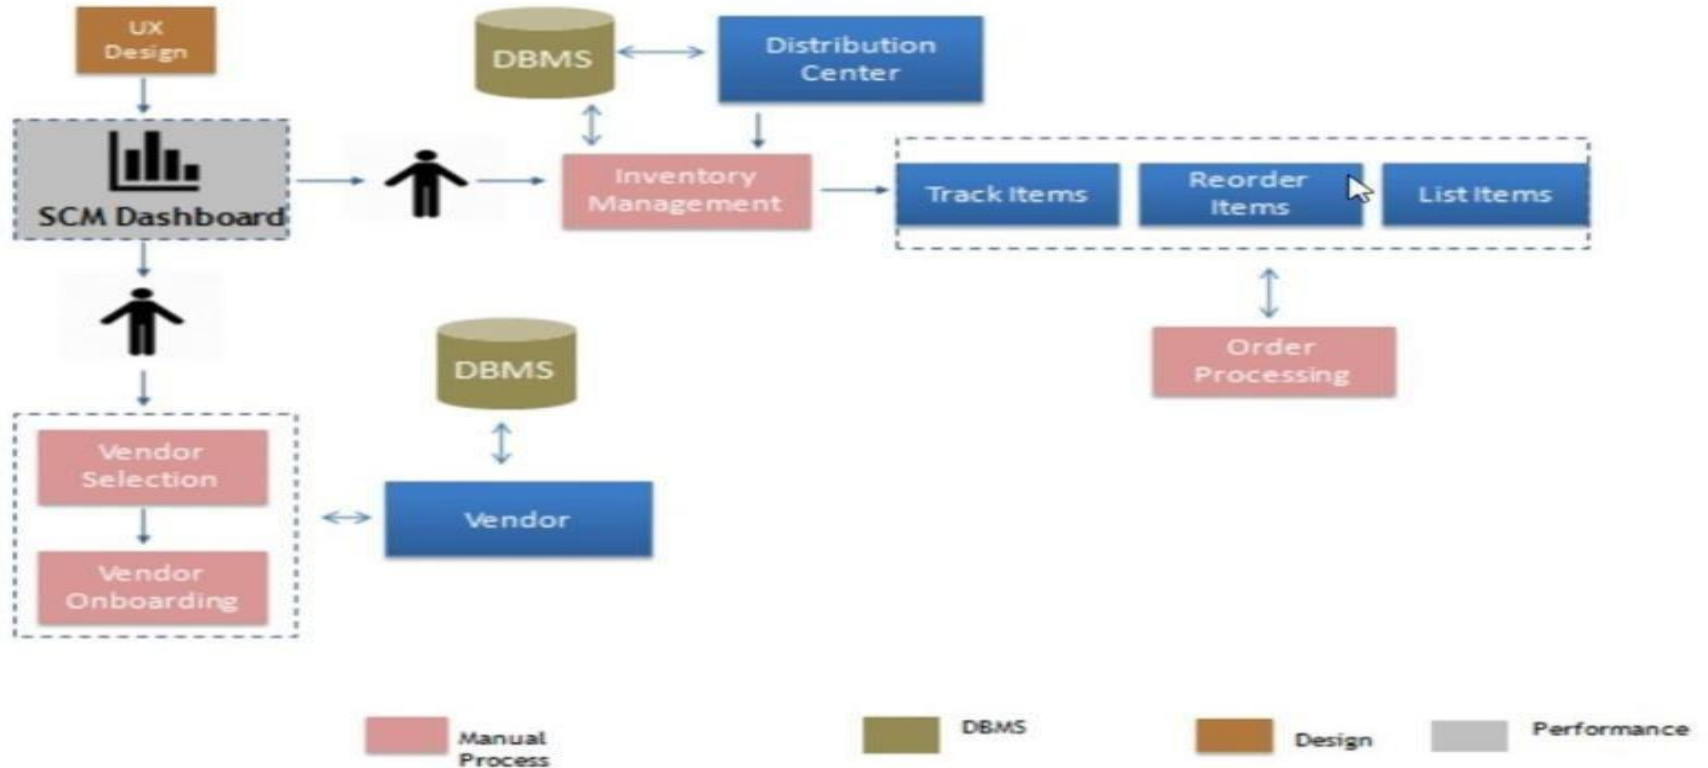 UX
Design
DBMS
Distribution
Center
SCM Dashboard
Inventory
Management
Track Items
Reorder
Items
List Items
Order
Processing
DBMS
Vendor
Selection
Vendor
Vendor
Onboarding
Manual
Process
DBMS
Design
Performance